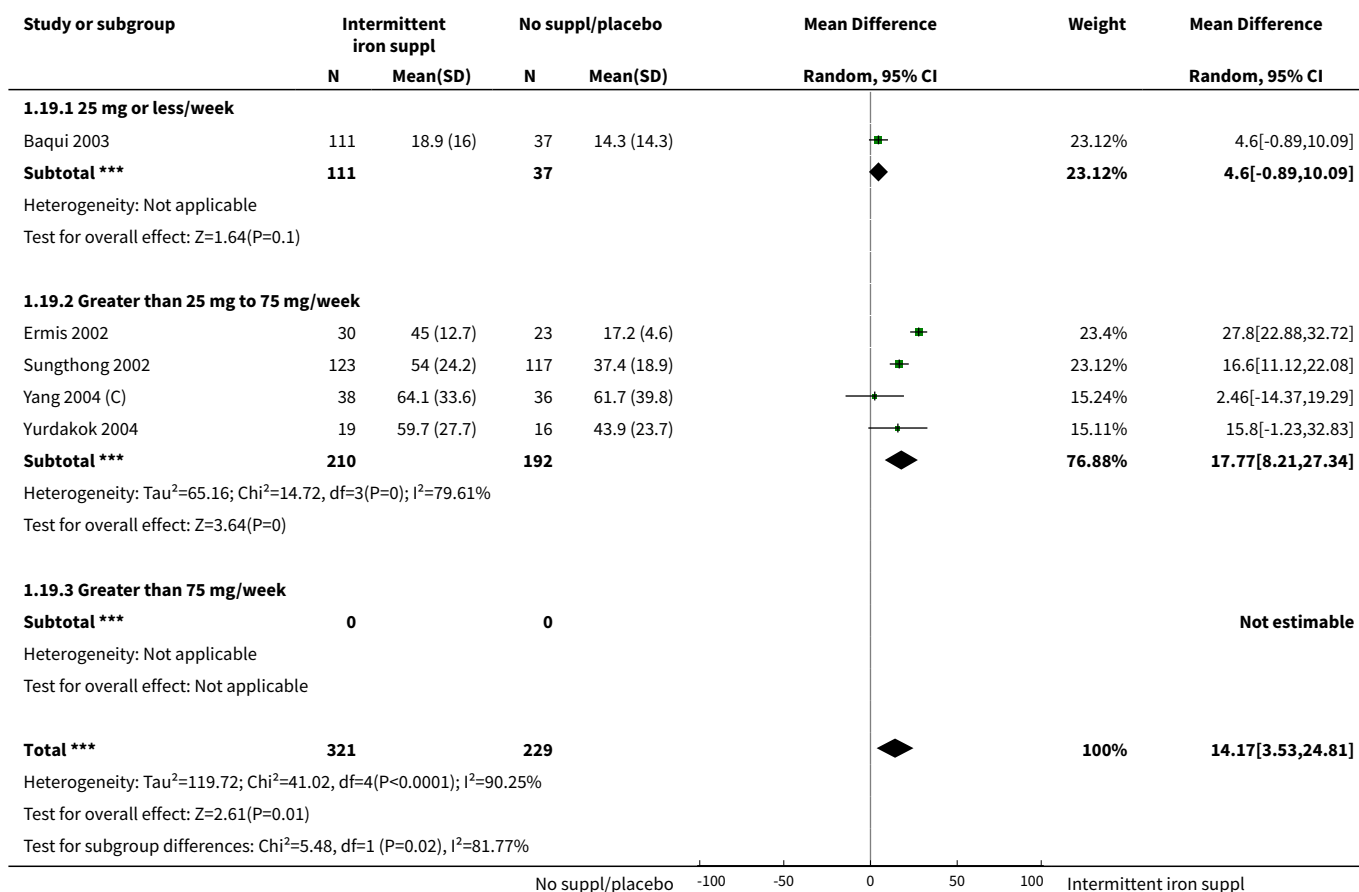 Study or subgroup Intermittent iron suppl No suppl/placebo Mean Difference Weight Mean Difference
N Mean(SD) N Mean(SD) Random, 95% CI Random, 95% CI
1.19.1 25 mg or less/week
Baqui 2003 111 18.9 (16) 37 14.3 (14.3) 23.12% 4.6[-0.89,10.09]
Subtotal *** 111 37 23.12% 4.6[-0.89,10.09]
Heterogeneity: Not applicable
Test for overall effect: Z=1.64(P=0.1)
1.19.2 Greater than 25 mg to 75 mg/week
Ermis 2002 30 45 (12.7) 23 17.2 (4.6) 23.4% 27.8[22.88,32.72]
Sungthong 2002 123 54 (24.2) 117 37.4 (18.9) 23.12% 16.6[11.12,22.08]
Yang 2004 (C) 38 64.1 (33.6) 36 61.7 (39.8) 15.24% 2.46[-14.37,19.29]
Yurdakok 2004 19 59.7 (27.7) 16 43.9 (23.7) 15.11% 15.8[-1.23,32.83]
Subtotal *** 210 192 76.88% 17.77[8.21,27.34]
Heterogeneity: Tau²=65.16; Chi²=14.72, df=3(P=0); I²=79.61%
Test for overall effect: Z=3.64(P=0)
1.19.3 Greater than 75 mg/week
Subtotal *** 0 0 Not estimable
Heterogeneity: Not applicable
Test for overall effect: Not applicable
Total *** 321 229 100% 14.17[3.53,24.81]
Heterogeneity: Tau²=119.72; Chi²=41.02, df=4(P<0.0001); I²=90.25%
Test for overall effect: Z=2.61(P=0.01)
Test for subgroup differences: Chi²=5.48, df=1 (P=0.02), I²=81.77%
No suppl/placebo -100 -50 0 50 100 Intermittent iron suppl